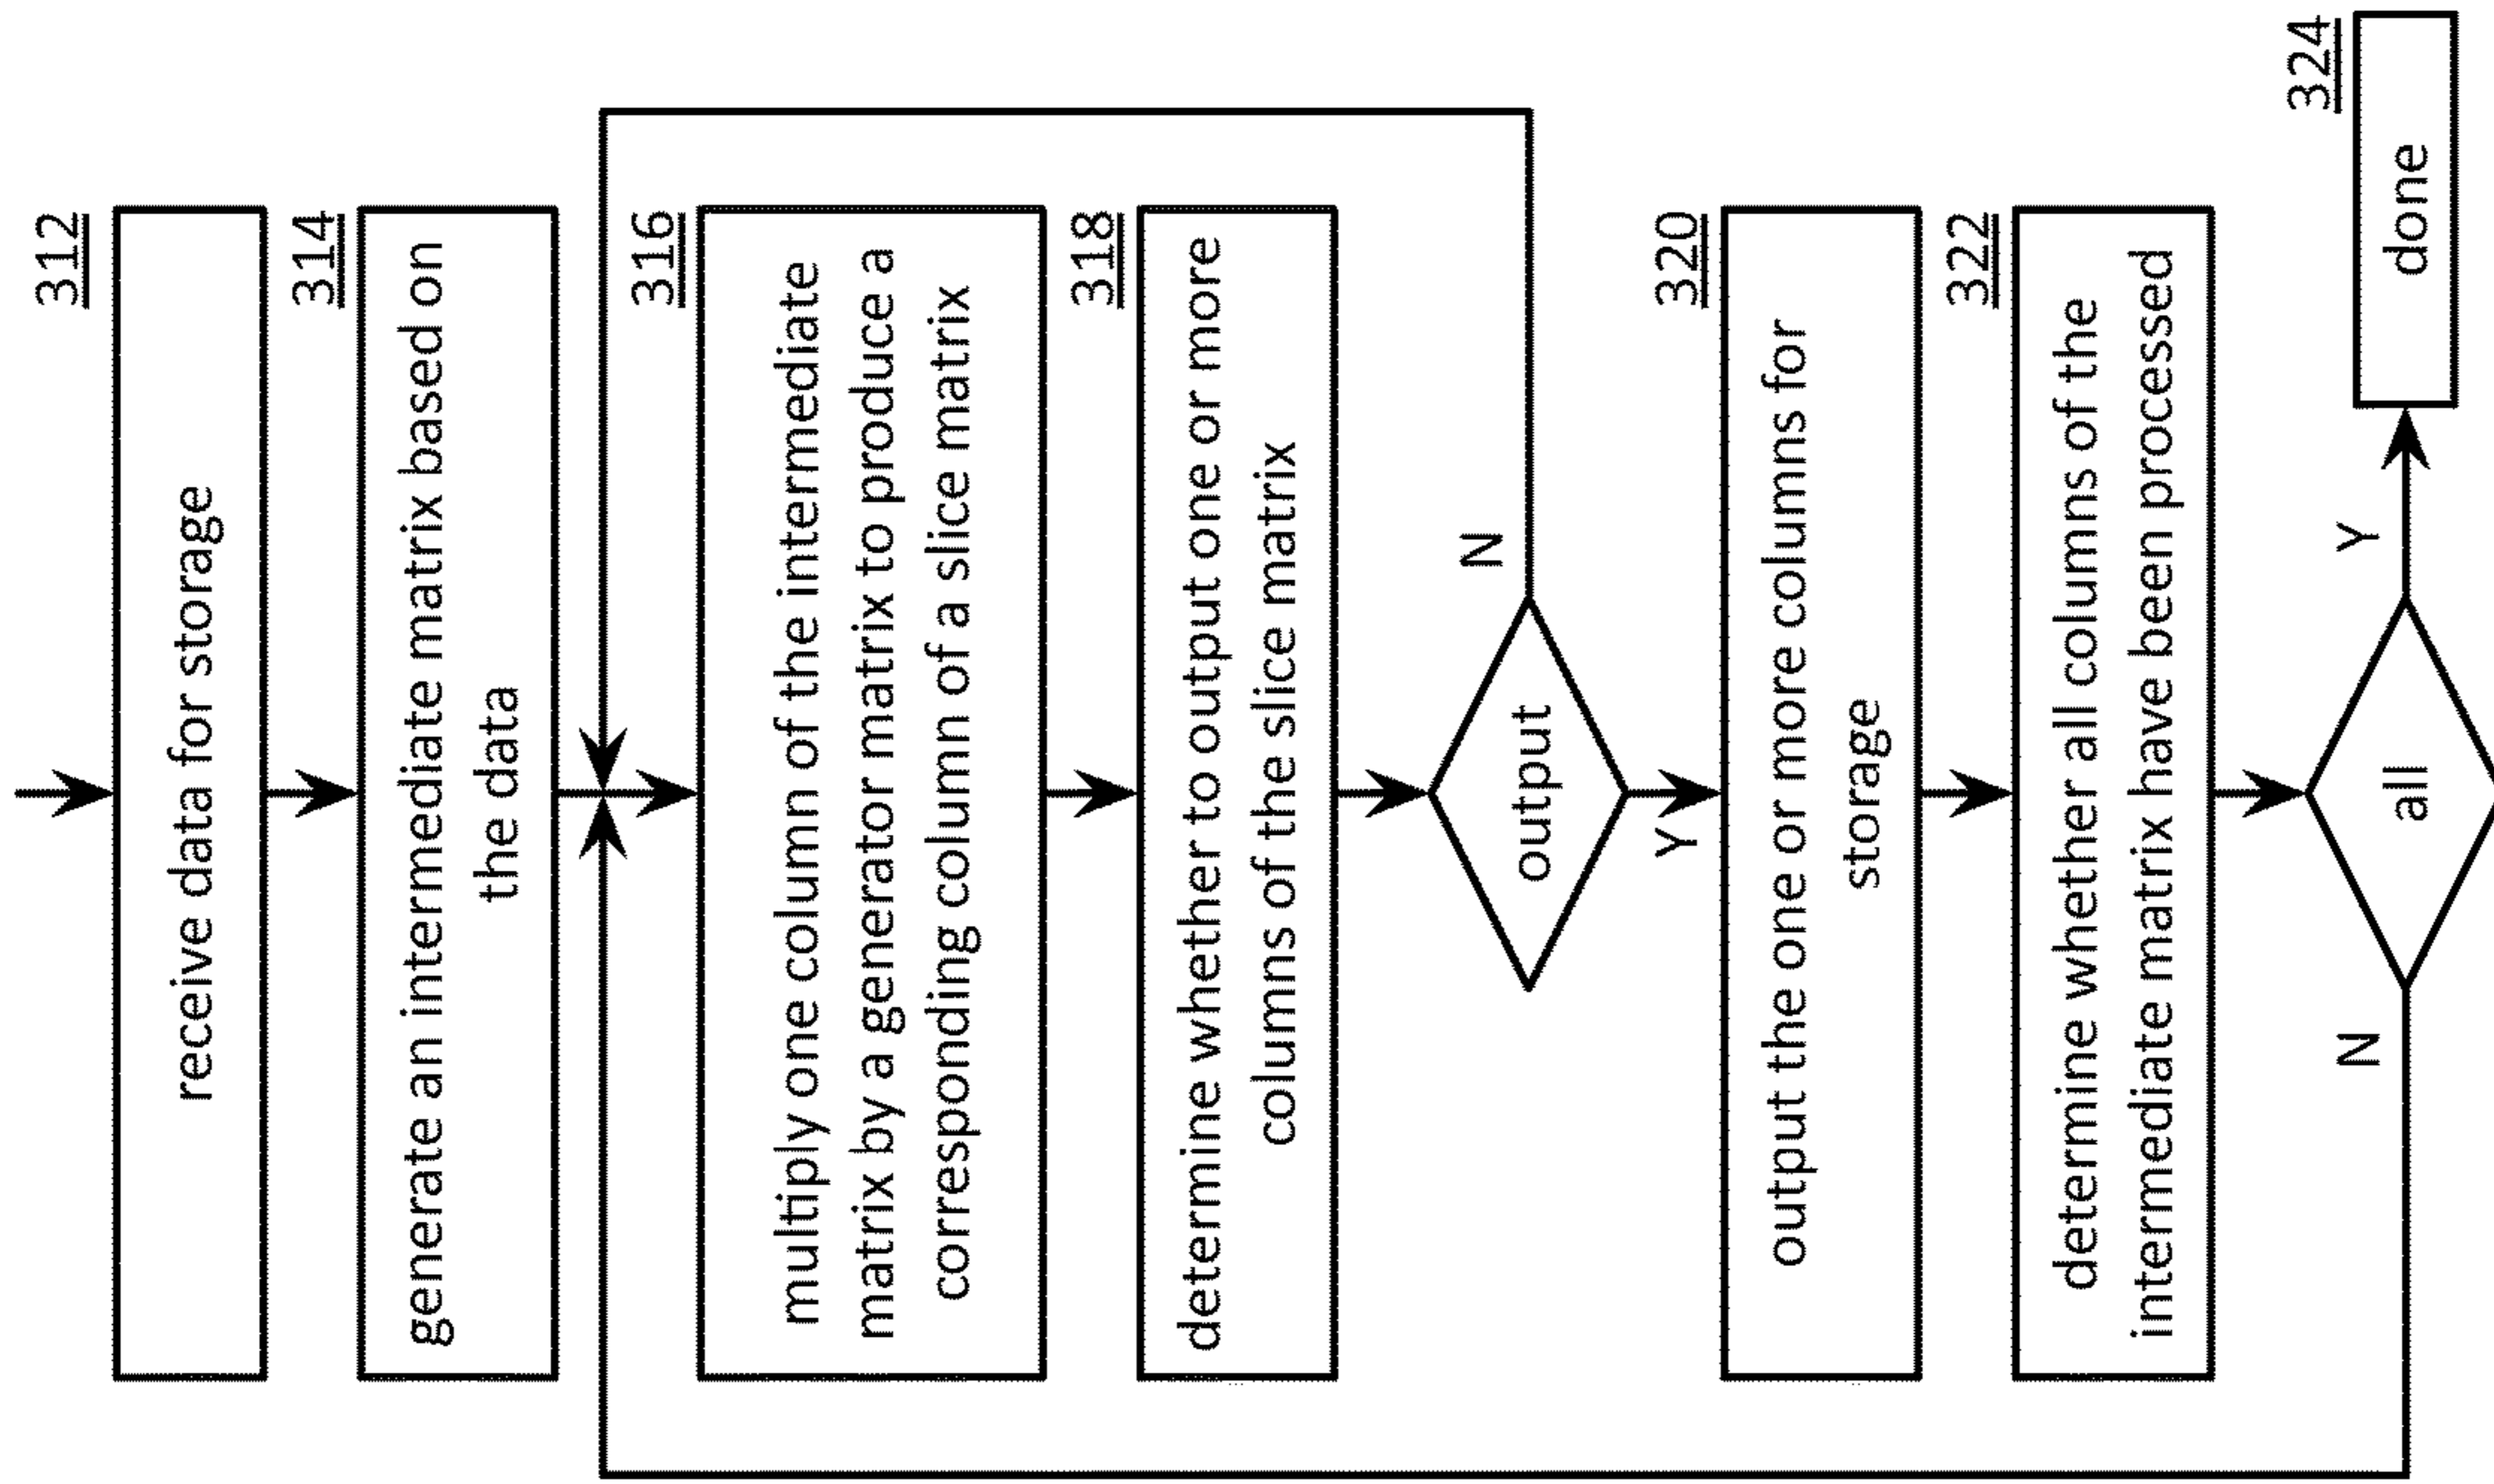 312
receive data for storage
314
generate an intermediate matrix based on
the data
316
multiply one column of the intermediate
matrix by a generator matrix to produce a
corresponding column of a slice matrix
318
determine whether to output one or more
columns of the slice matrix
output
N
Y
320
output the one or more columns for
storage
322
determine whether all columns of the
intermediate matrix have been processed
N
all
Y
324
done